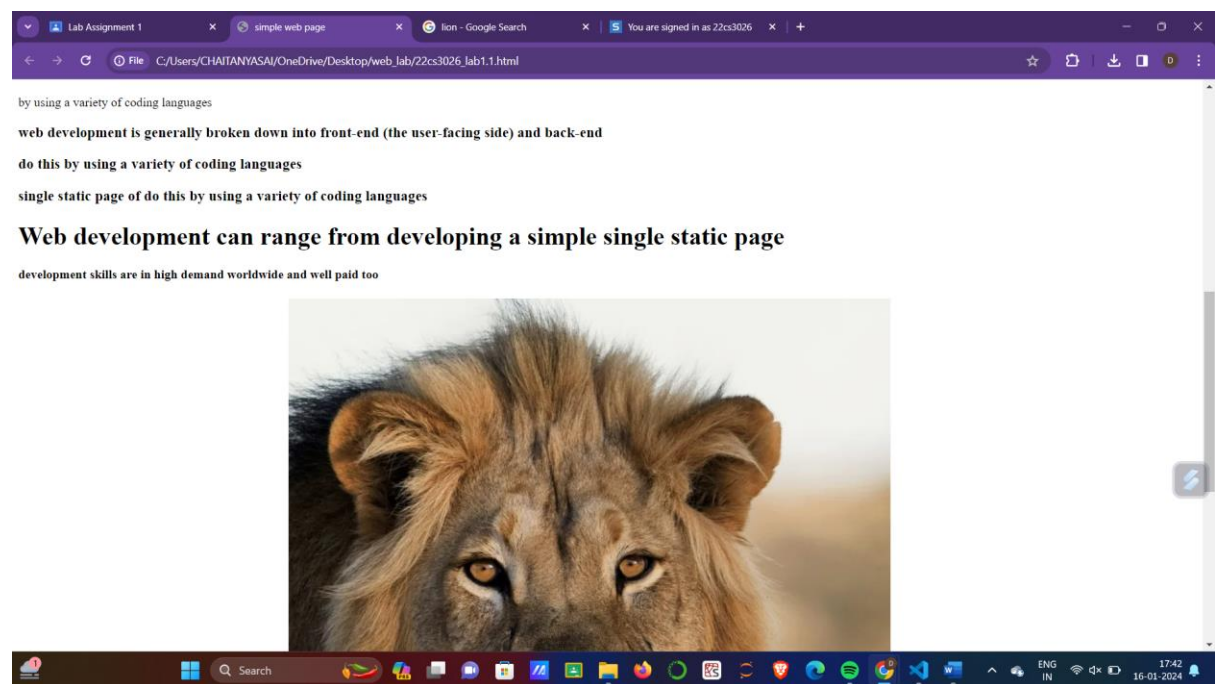 Lab Assignment 1
simple web page
lion - Google Search
You are signed in as 22cs3026
File C:/Users/CHAITANYASAI/OneDrive/Desktop/web_lab/22cs3026_lab1.1.html
D
by using a variety of coding languages
web development is generally broken down into front-end (the user-facing side) and back-end
do this by using a variety of coding languages
single static page of do this by using a variety of coding languages
Web development can range from developing a simple single static page
development skills are in high demand worldwide and well paid too
1
Search
ENG
IN
17:42
16-01-2024